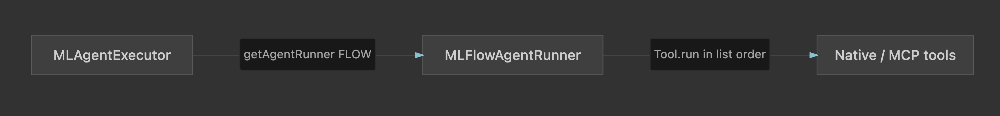 MLAgentExecutor
getAgentRunner FLOW
MLFlowAgentRunner
Tool.run in list order
Native / MCP tools